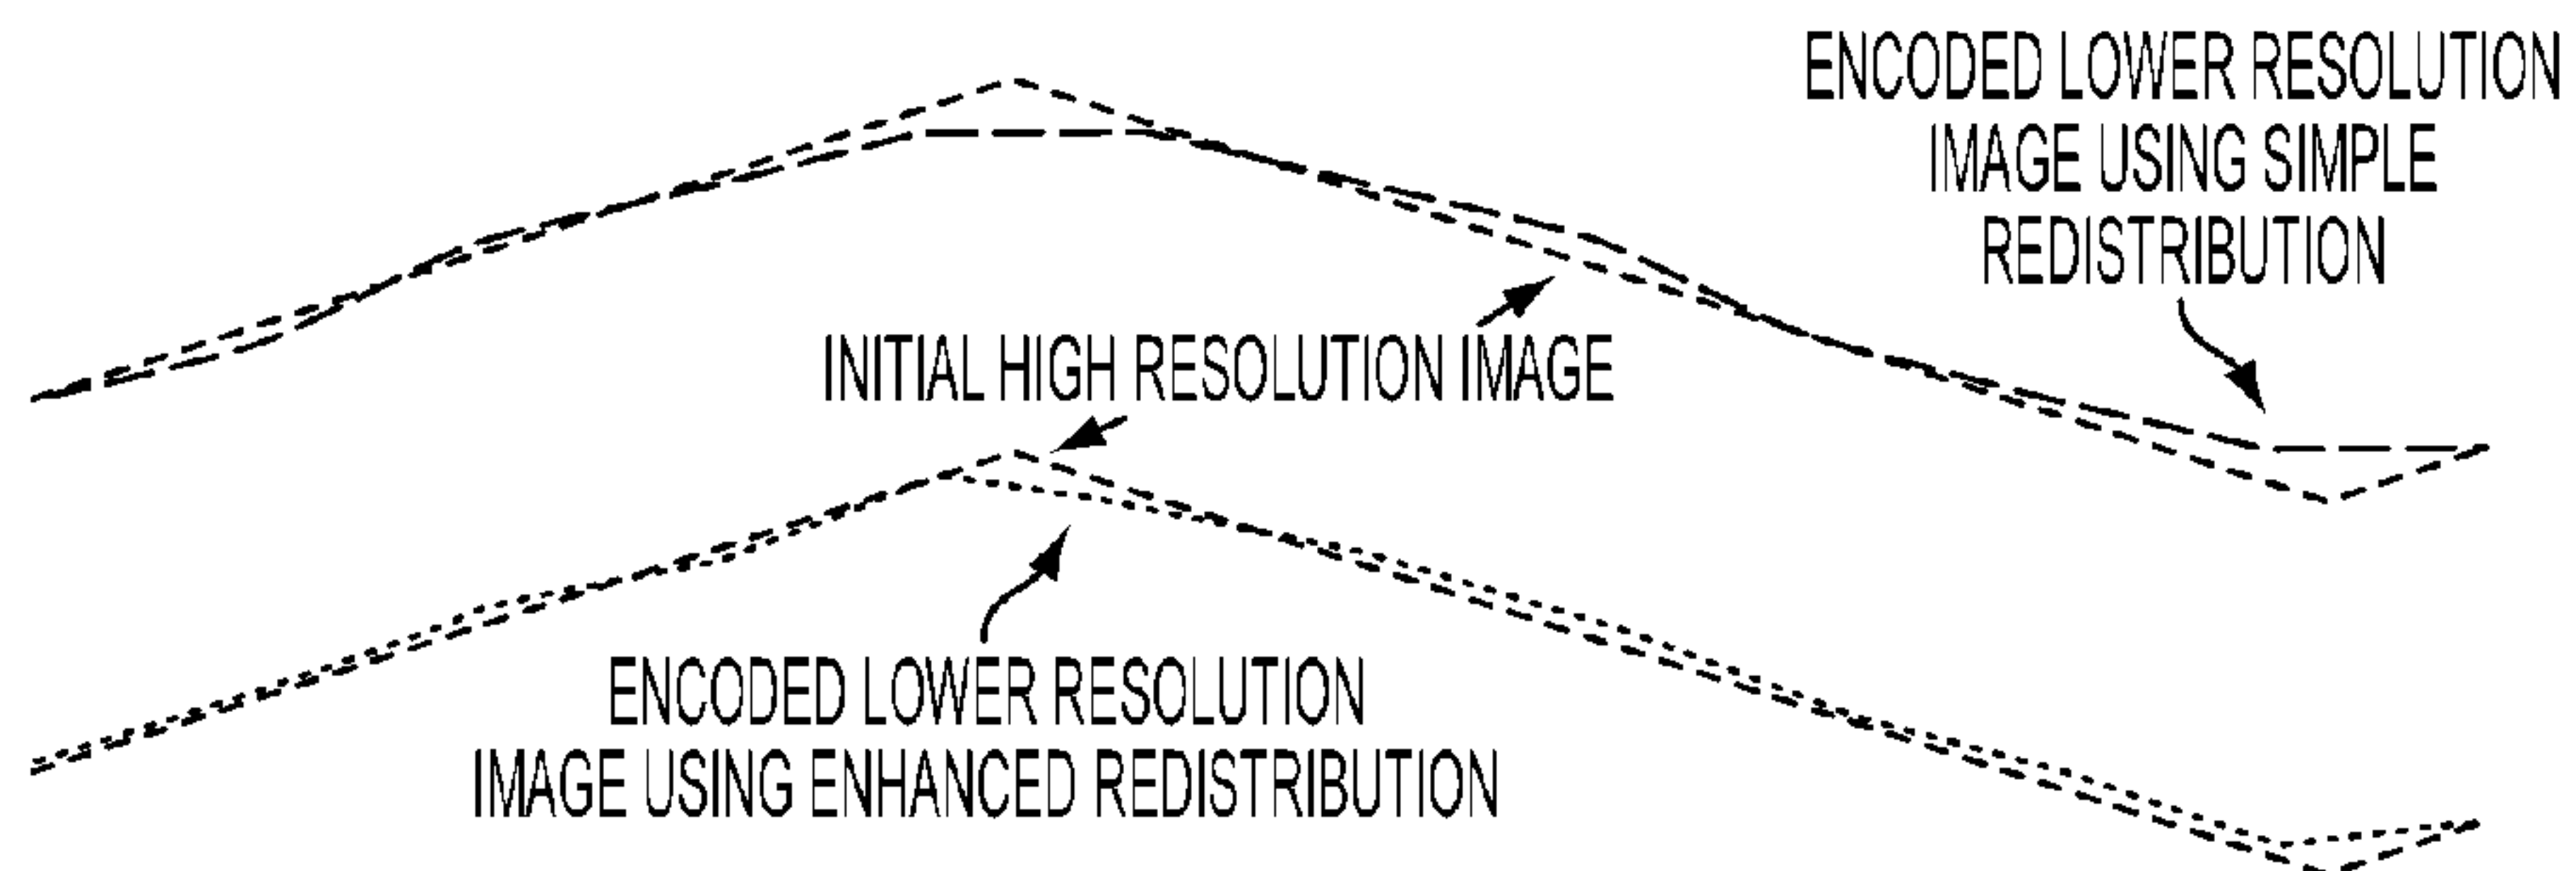 ENCODED LOWER RESOLUTION
IMAGE USING SIMPLE
REDISTRIBUTION
INITIAL HIGH RESOLUTION IMAGE
ENCODED LOWER RESOLUTION
IMAGE USING ENHANCED REDISTRIBUTION